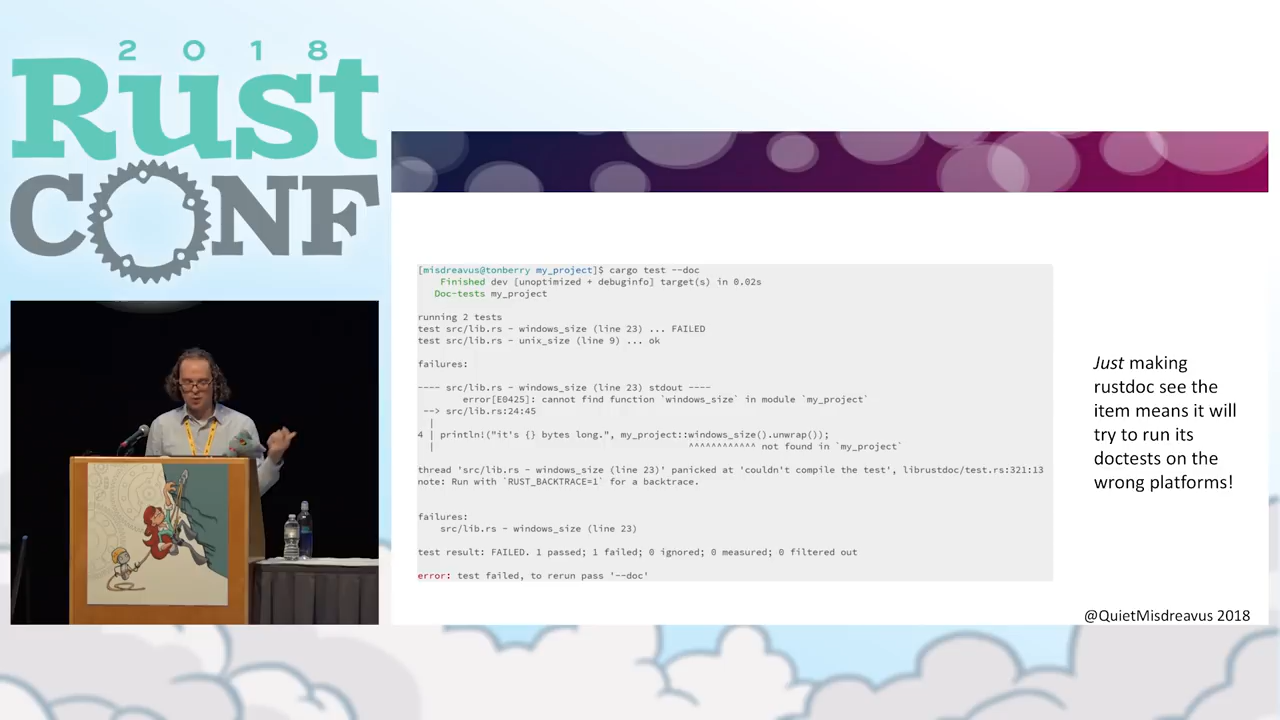 2018
Rust
CONF
[misdreavus@tonberry my_project]$ cargo test --doc
Finished dev [unoptimized + debuginfo] target(s) in 0.02s
Doc-tests my_project
running 2 tests
test src/lib.rs - windows_size (line 23) ... FAILED
test src/lib.rs - unix_size (line 9) ... ok
failures:
---- src/lib.rs - windows_size (line 23) stdout ----
error[E0425]: cannot find function `windows_size` in module `my_project`
--> src/lib.rs:24:45
|
4 | println!("it's {} bytes long.", my_project::windows_size().unwrap());
| ^^^^^^^^^^^^ not found in `my_project`
thread 'src/lib.rs - windows_size (line 23)' panicked at 'couldn't compile the test', librustdoc/test.rs:321:13
note: Run with `RUST_BACKTRACE=1` for a backtrace.
failures:
src/lib.rs - windows_size (line 23)
test result: FAILED. 1 passed; 1 failed; 0 ignored; 0 measured; 0 filtered out
error: test failed, to rerun pass '--doc'
Just making
rustdoc see the
item means it will
try to run its
doctests on the
wrong platforms!
@QuietMisdreavus 2018